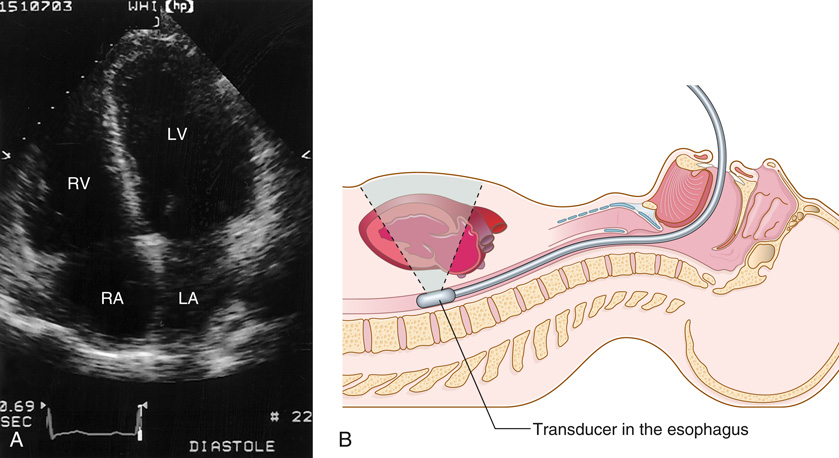 1510703 WHI hp
LV
RV
RA LA
0.69
SEC
A
# 22
DIASTOLE
B
Transducer in the esophagus